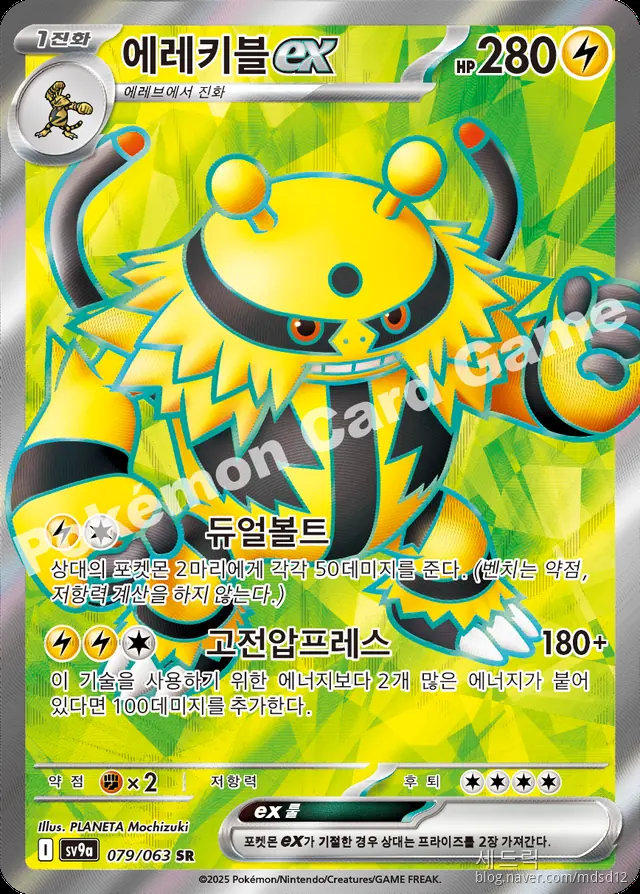 1진화
에레키블 ex
HP 280
에레브에서 진화
Pokémon Card Game
듀얼볼트
상대의 포켓몬 2마리에게 각각 50데미지를 준다. (벤치는 약점,
저항력 계산을 하지 않는다.)
고전압프레스 180+
이 기술을 사용하기 위한 에너지보다 2개 많은 에너지가 붙어
있다면 100데미지를 추가한다.
약점 ×2 저항력 후퇴
ex 룰
포켓몬 ex가 기절한 경우 상대는 프라이즈를 2장 가져간다.
Illus. PLANETA Mochizuki
I sv9a 079/063 SR
세드릭
blog.naver.com/mdsd12
©2025 Pokémon/Nintendo/Creatures/GAME FREAK.